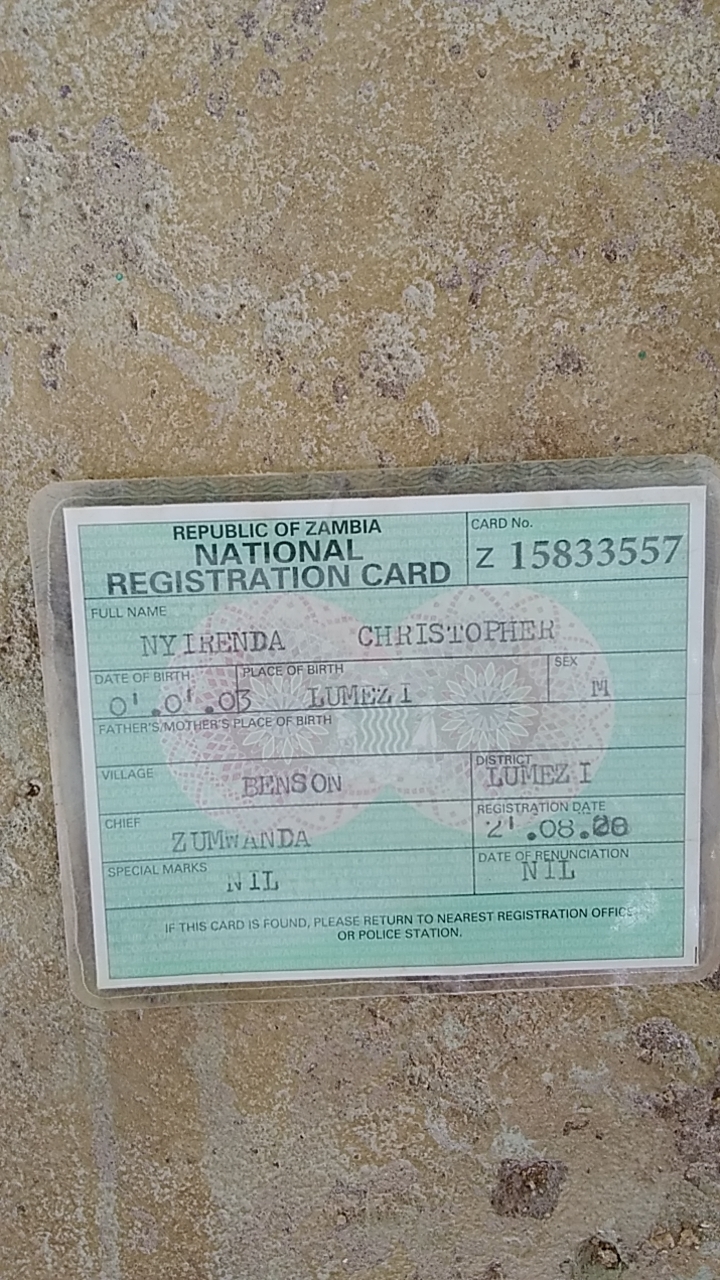 REPUBLIC OF ZAMBIA
NATIONAL
REGISTRATION CARD
CARD No.
Z 15833557
FULL NAME
NYIRENDA CHRISTOPHER
DATE OF BIRTH:
01.01.03
PLACE OF BIRTH
LUMEZI
SEX
M
FATHER'S/MOTHER'S PLACE OF BIRTH
VILLAGE
BENSON
DISTRICT
LUMEZI
CHIEF
ZUMWANDA
REGISTRATION DATE
21.08.20
SPECIAL MARKS
NIL
DATE OF RENUNCIATION
NIL
IF THIS CARD IS FOUND, PLEASE RETURN TO NEAREST REGISTRATION OFFICE
OR POLICE STATION.